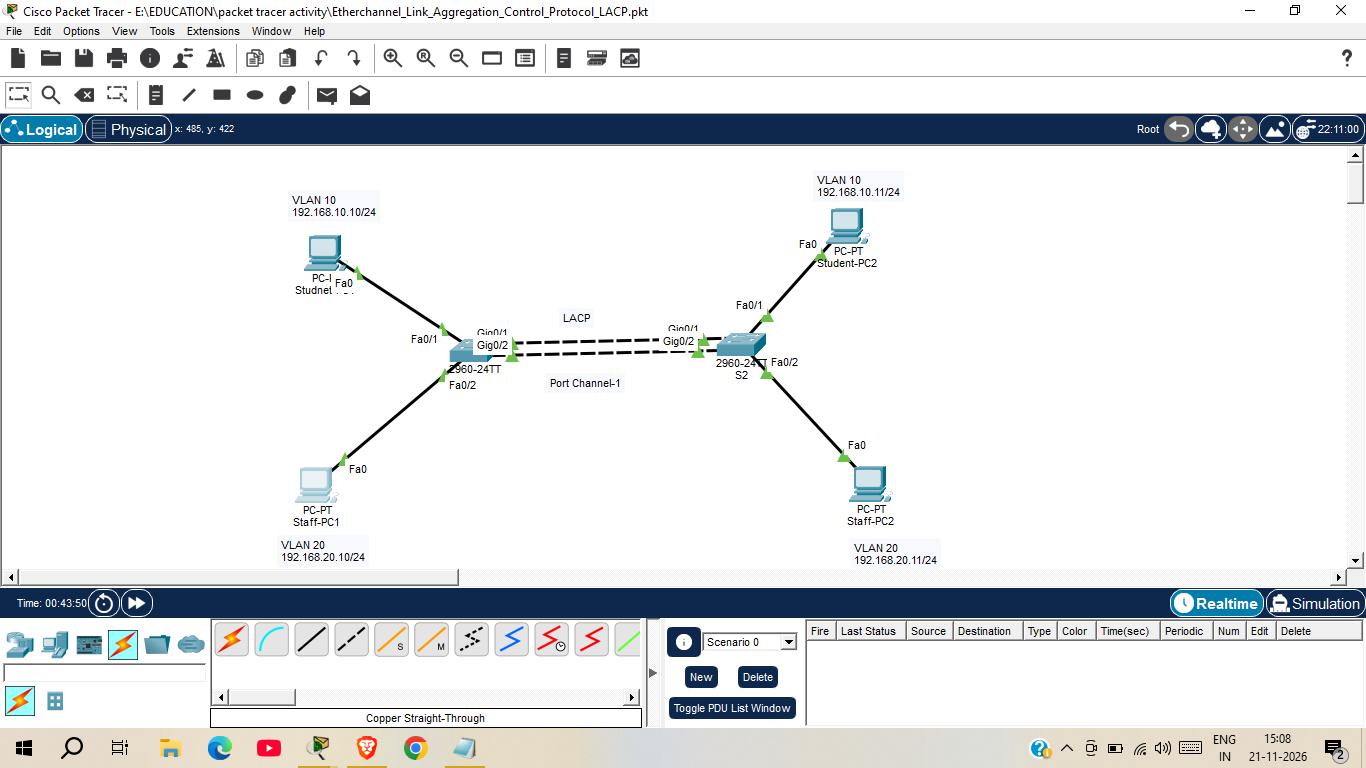 Cisco Packet Tracer - E:\EDUCATION\packet tracer activity\Etherchannel_Link_Aggregation_Control_Protocol_LACP.pkt
File Edit Options View Tools Extensions Window Help
Logical Physical x: 485, y: 422 Root 22:11:00
VLAN 10
192.168.10.10/24
VLAN 10
192.168.10.11/24
Fa0
PC-PT
Student-PC2
Fa0
Fa0/1
Fa0/1
LACP
Gig0/1
Gig0/2
Gig0/1
Gig0/2
2960-24TT
Fa0/2
2960-24TT
S2
Fa0/2
Port Channel-1
Fa0
PC-PT
Staff-PC1
Fa0
PC-PT
Staff-PC2
VLAN 20
192.168.20.10/24
VLAN 20
192.168.20.11/24
Time: 00:43:50 Realtime Simulation
S M
Copper Straight-Through
Scenario 0
New Delete
Toggle PDU List Window
Fire Last Status Source Destination Type Color Time(sec) Periodic Num Edit Delete
ENG
IN
15:08
21-11-2026
2